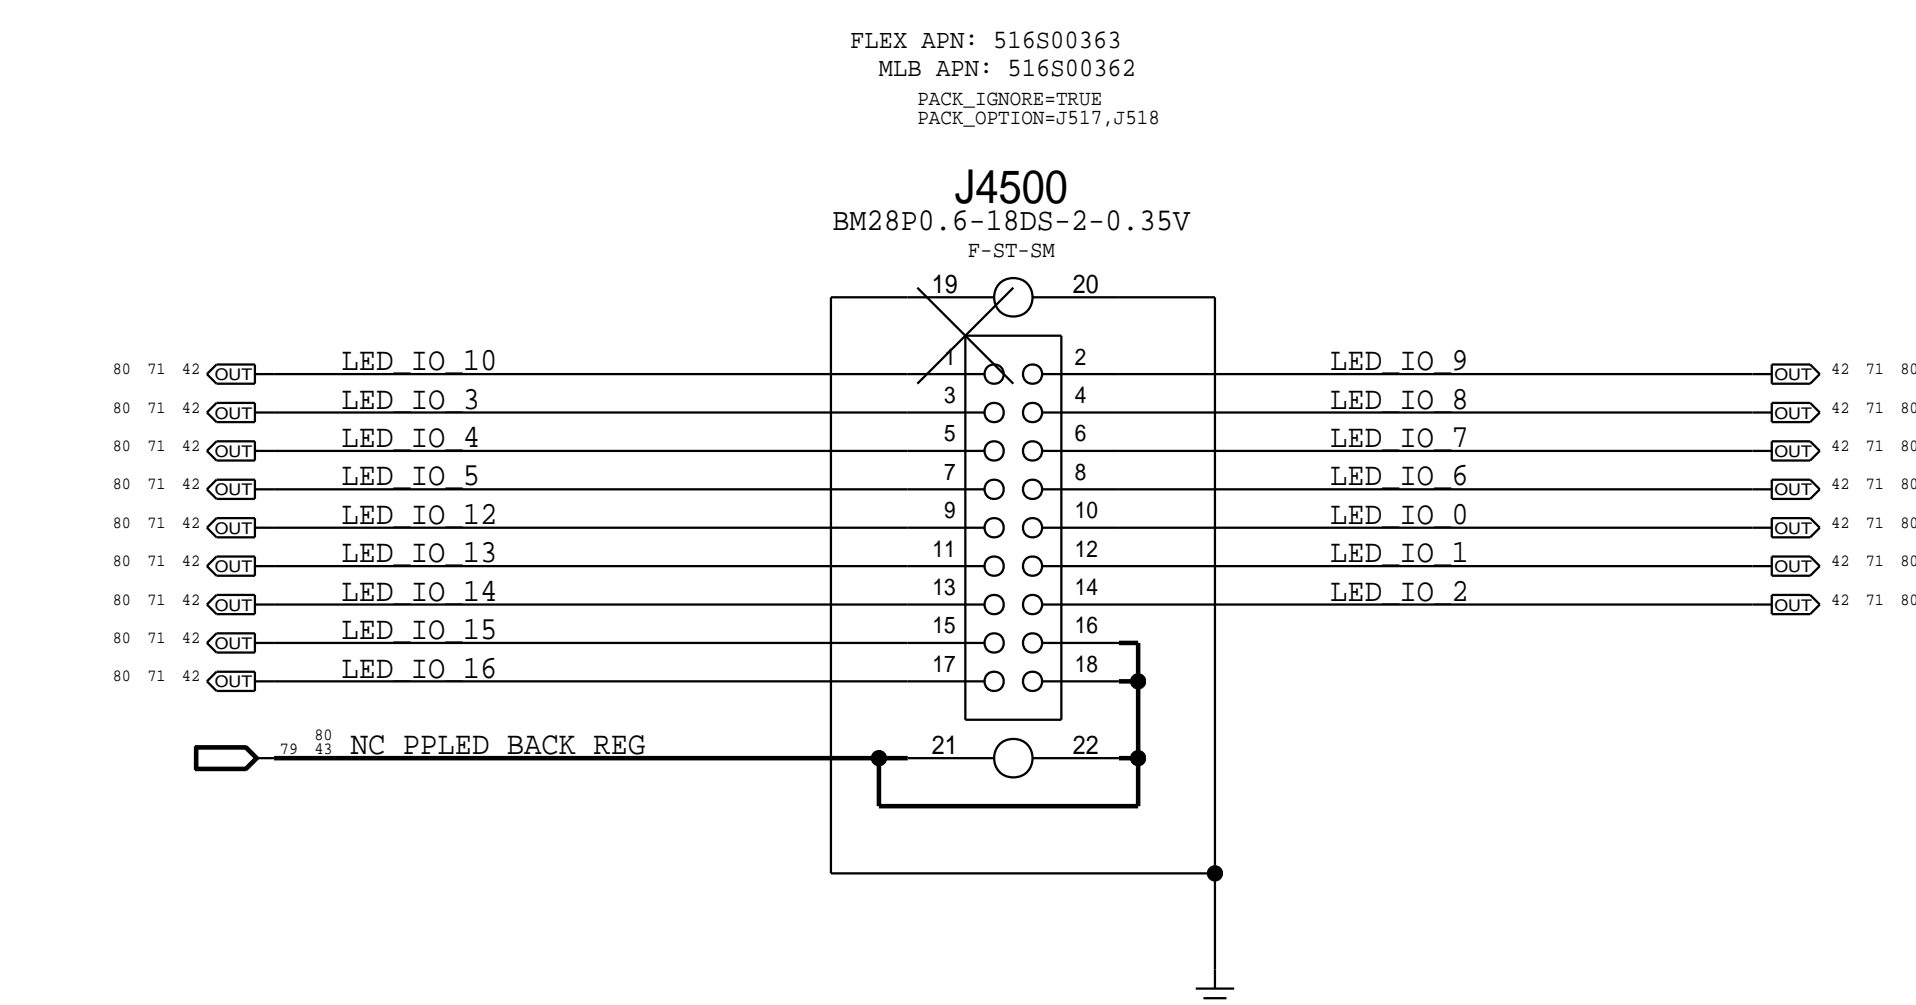 FLEX APN: 516S00363
MLB APN: 516S00362
PACK_IGNORE=TRUE
PACK_OPTION=J517,J518
J4500
BM28P0.6-18DS-2-0.35V
F-ST-SM
19 20
80 71 42 OUT LED_IO_10 1 2 LED_IO_9 OUT 42 71 80
80 71 42 OUT LED_IO_3 3 4 LED_IO_8 OUT 42 71 80
80 71 42 OUT LED_IO_4 5 6 LED_IO_7 OUT 42 71 80
80 71 42 OUT LED_IO_5 7 8 LED_IO_6 OUT 42 71 80
80 71 42 OUT LED_IO_12 9 10 LED_IO_0 OUT 42 71 80
80 71 42 OUT LED_IO_13 11 12 LED_IO_1 OUT 42 71 80
80 71 42 OUT LED_IO_14 13 14 LED_IO_2 OUT 42 71 80
80 71 42 OUT LED_IO_15 15 16
80 71 42 OUT LED_IO_16 17 18
80
79 43 NC_PPLED_BACK_REG 21 22